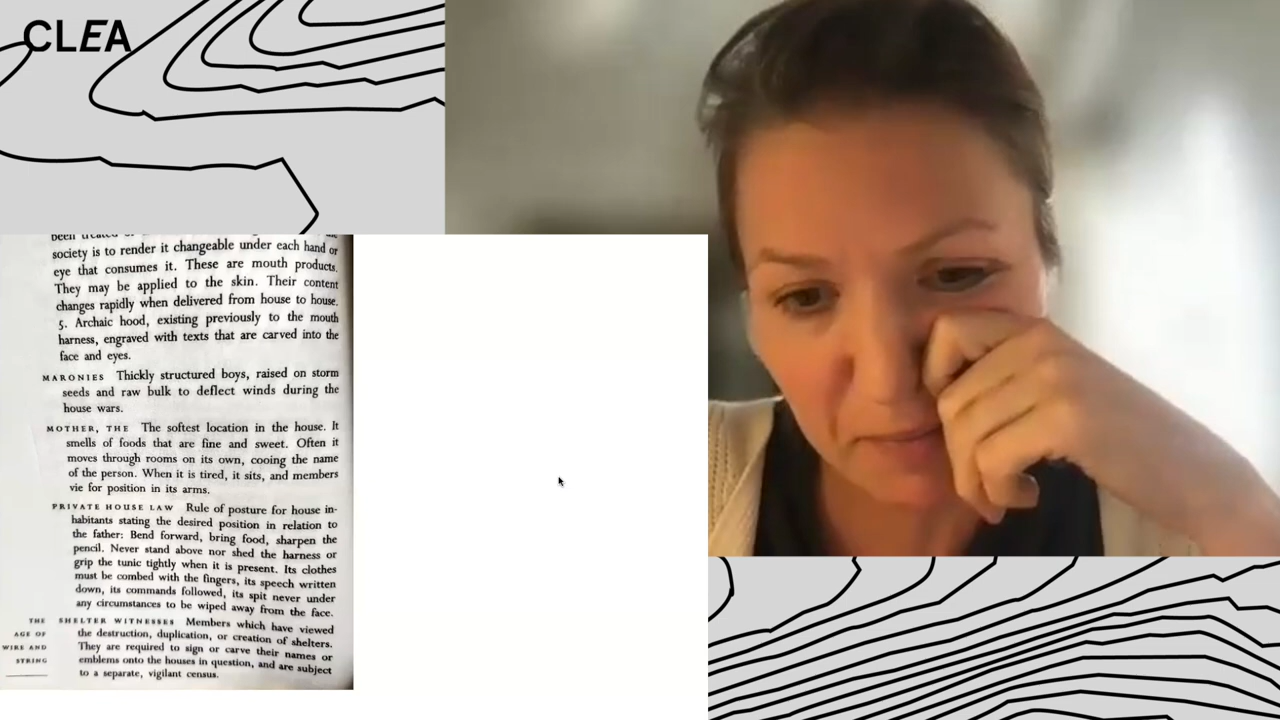 CLEA
society is to render it changeable under each hand or
eye that consumes it. These are mouth products.
They may be applied to the skin. Their content
changes rapidly when delivered from house to house.
5. Archaic hood, existing previously to the mouth
harness, engraved with texts that are carved into the
face and eyes.
MARONIES Thickly structured boys, raised on storm
seeds and raw bulk to deflect winds during the
house wars.
MOTHER, THE The softest location in the house. It
smells of foods that are fine and sweet. Often it
moves through rooms on its own, cooing the name
of the person. When it is tired, it sits, and members
vie for position in its arms.
PRIVATE HOUSE LAW Rule of posture for house in-
habitants stating the desired position in relation to
the father: Bend forward, bring food, sharpen the
pencil. Never stand above nor shed the harness or
grip the tunic tightly when it is present. Its clothes
must be combed with the fingers, its speech written
down, its commands followed, its spit never under
any circumstances to be wiped away from the face.
SHELTER WITNESSES Members which have viewed
the destruction, duplication, or creation of shelters.
They are required to sign or carve their names or
emblems onto the houses in question, and are subject
to a separate, vigilant census.
THE
AGE OF
WIRE AND
STRING